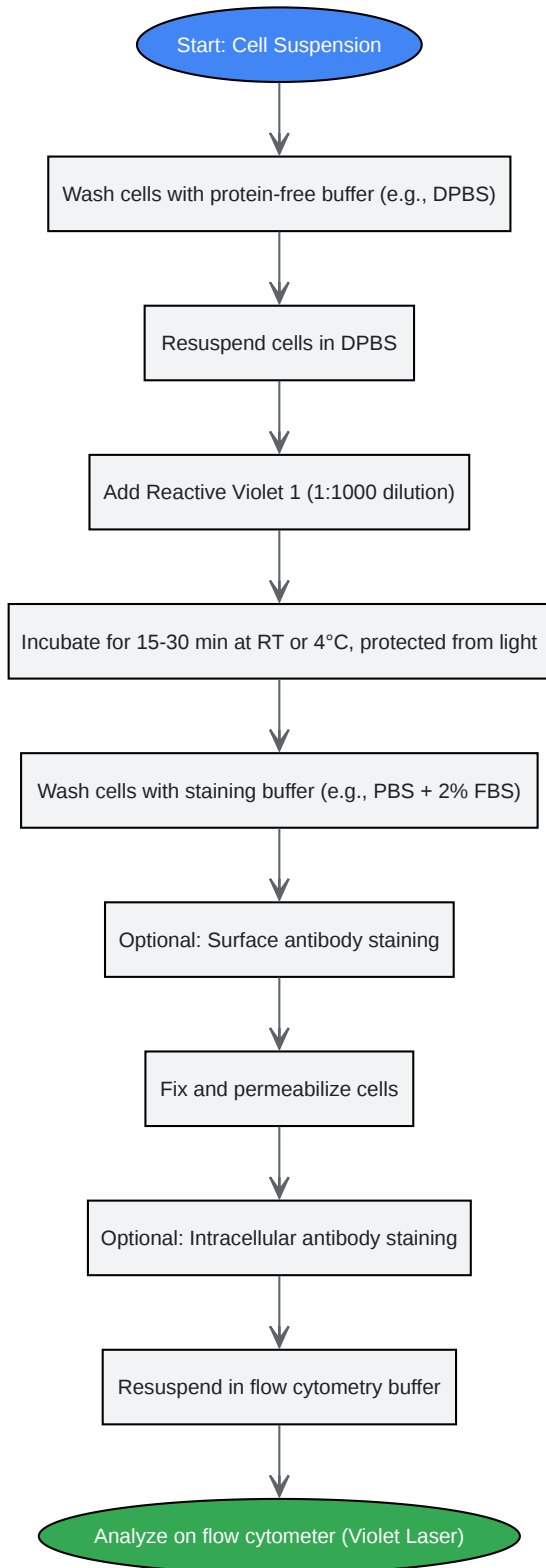 Start: Cell Suspension
Wash cells with protein-free buffer (e.g., DPBS)
Resuspend cells in DPBS
Add Reactive Violet 1 (1:1000 dilution)
Incubate for 15-30 min at RT or 4°C, protected from light
Wash cells with staining buffer (e.g., PBS + 2% FBS)
Optional: Surface antibody staining
Fix and permeabilize cells
Optional: Intracellular antibody staining
Resuspend in flow cytometry buffer
Analyze on flow cytometer (Violet Laser)